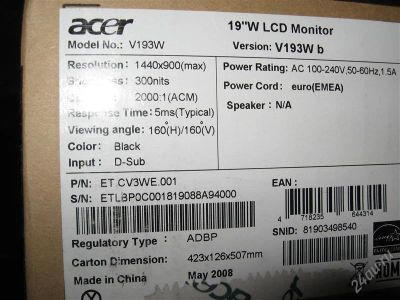 acer
19"W LCD Monitor
Model No.: V193W
Version: V193W b
Resolution: 1440x900(max)
Brightness: 300nits
Contrast: 2000:1(ACM)
Response Time: 5ms(Typical)
Viewing angle: 160°(H)/160°(V)
Color: Black
Input: D-Sub
Power Rating: AC 100-240V,50-60Hz,1.5A
Power Cord: euro(EMEA)
Speaker: N/A
P/N: ET.CV3WE.001
S/N: ETLBP0C001819088A94000
EAN :
4 718235 644314
SNID: 81903498540
Regulatory Type: ADBP
Carton Dimension: 423x126x507mm
Made in China May 2008